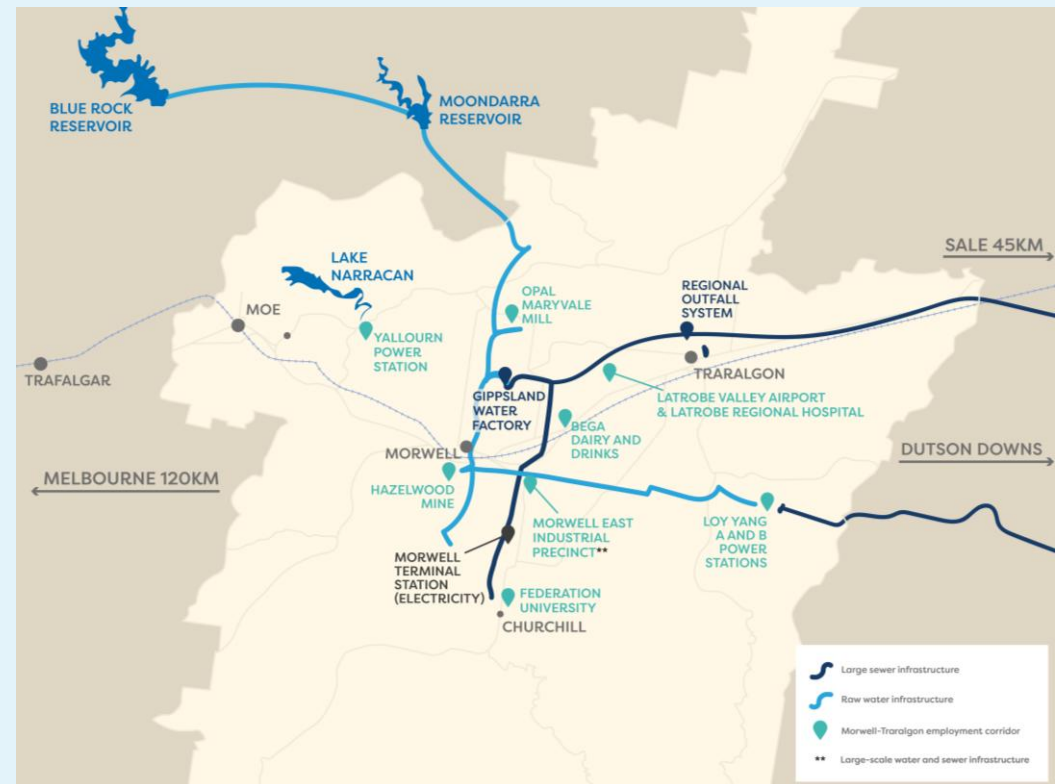 BLUE ROCK
RESERVOIR
MOONDARRA
RESERVOIR
SALE 45KM
LAKE
NARRACAN
OPAL
MARYVALE
MILL
REGIONAL
OUTFALL
SYSTEM
MOE
YALLOURN
POWER
STATION
TRAFALGAR
TRARALGON
GIPPSLAND
WATER
FACTORY
LATROBE VALLEY AIRPORT
& LATROBE REGIONAL HOSPITAL
BEGA
DAIRY AND
DRINKS
MORWELL
DUTSON DOWNS
MELBOURNE 120KM
HAZELWOOD
MINE
MORWELL EAST
INDUSTRIAL
PRECINCT**
LOY YANG
A AND B
POWER
STATIONS
MORWELL
TERMINAL
STATION
(ELECTRICITY)
FEDERATION
UNIVERSITY
CHURCHILL
Large sewer infrastructure
Raw water infrastructure
Morwell-Traralgon employment corridor
** Large-scale water and sewer infrastructure